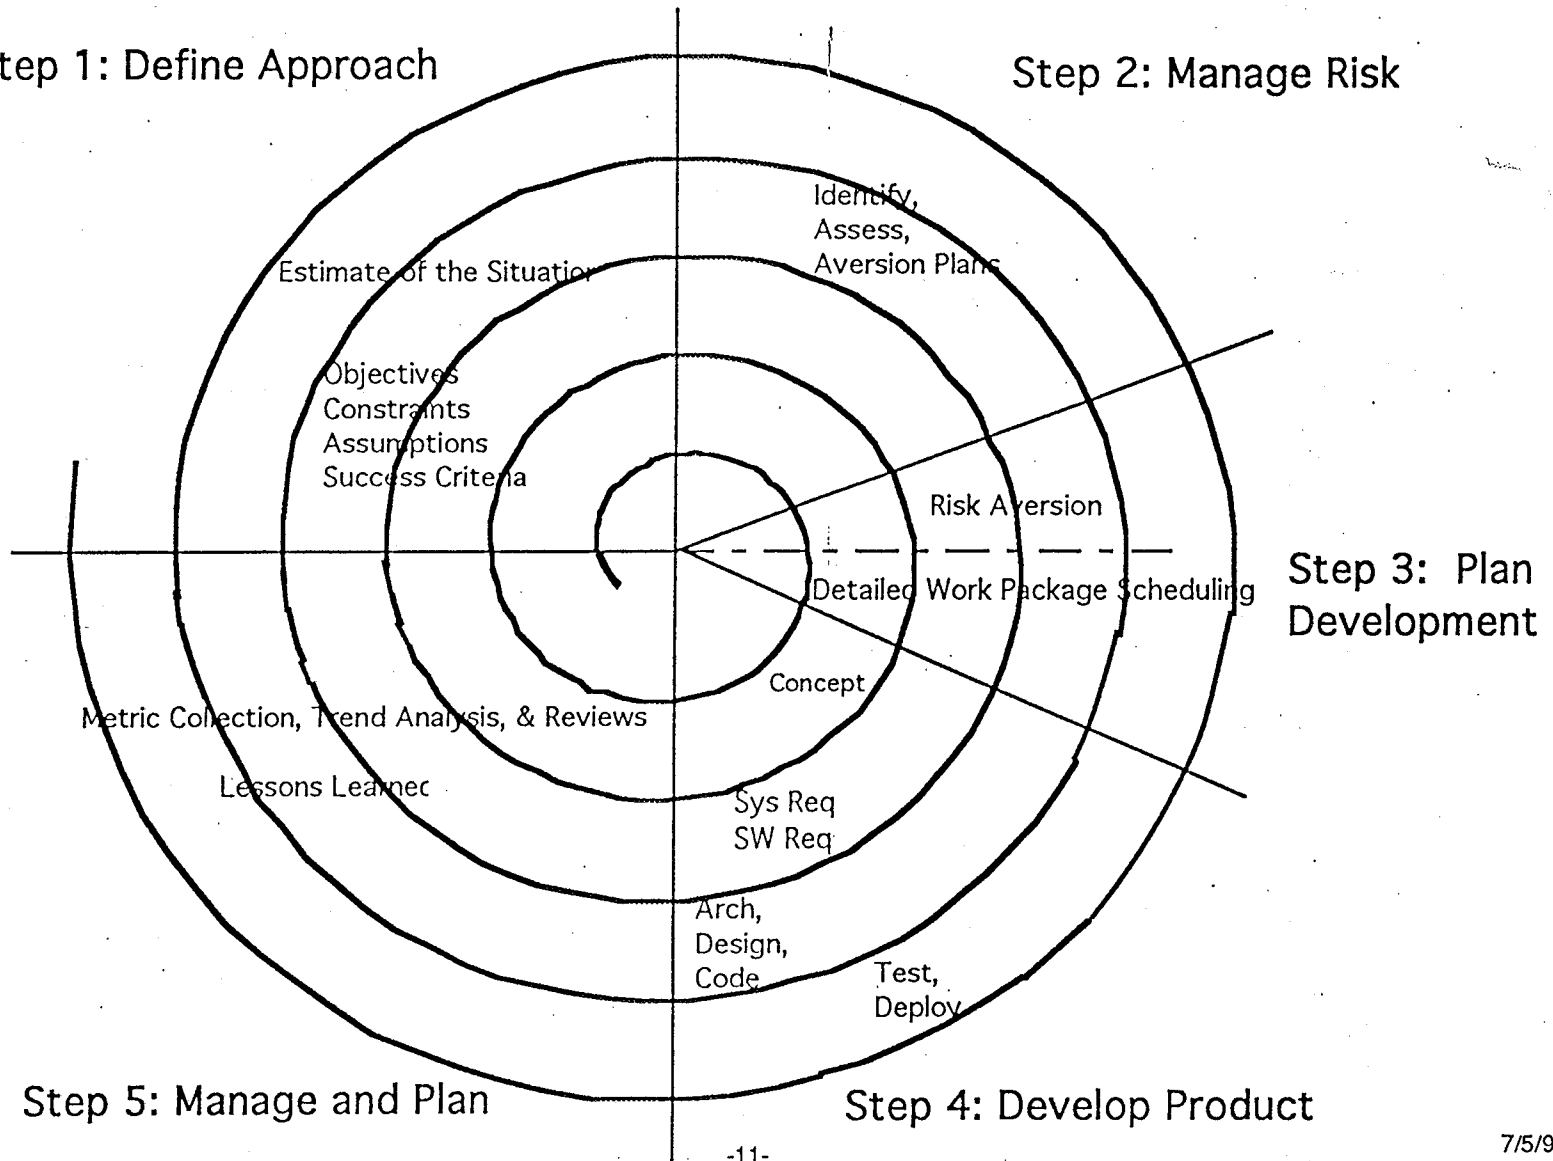 tep 1: Define Approach
Step 2: Manage Risk
Identify,
Assess,
Aversion Plans
Estimate of the Situation
Objectives
Constraints
Assumptions
Success Criteria
Risk Aversion
Detailed Work Package Scheduling
Step 3: Plan
Development
Concept
Metric Collection, Trend Analysis, & Reviews
Lessons Learned
Sys Req
SW Req
Arch,
Design,
Code
Test,
Deploy
Step 5: Manage and Plan
Step 4: Develop Product
-11-
7/5/9